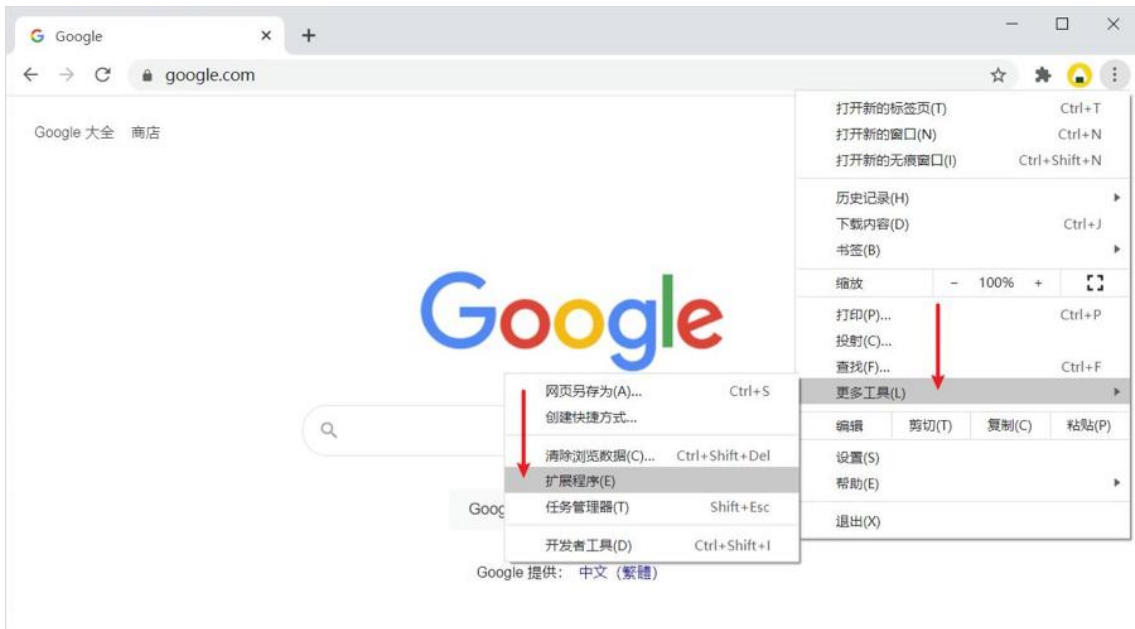 Google
google.com
Google 大全 商店
打开新的标签页(T) Ctrl+T
打开新的窗口(N) Ctrl+N
打开新的无痕窗口(I) Ctrl+Shift+N
历史记录(H)
下载内容(D) Ctrl+J
书签(B)
缩放 - 100% +
打印(P)... Ctrl+P
投射(C)...
查找(F)... Ctrl+F
更多工具(L)
编辑 剪切(T) 复制(C) 粘贴(P)
设置(S)
帮助(E)
退出(X)
Google
网页另存为(A)... Ctrl+S
创建快捷方式...
清除浏览数据(C)... Ctrl+Shift+Del
扩展程序(E)
任务管理器(T) Shift+Esc
开发者工具(D) Ctrl+Shift+I
Goog
Google 提供： 中文（繁體）